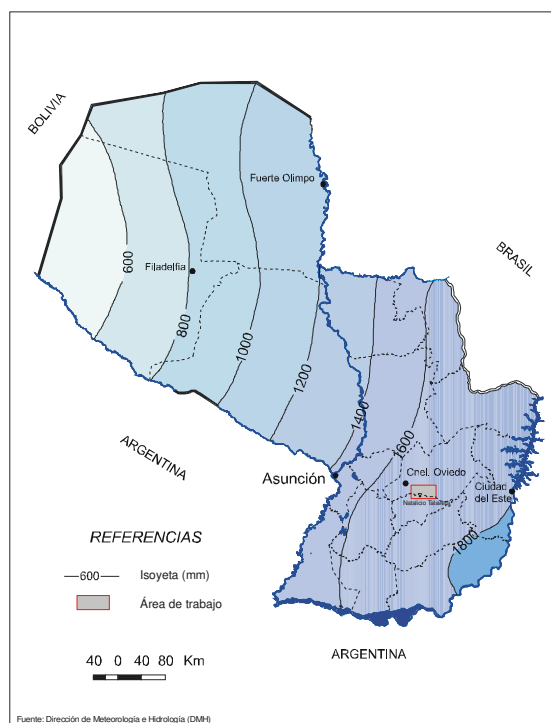 BOLIVIA
Fuerte Olimpo
BRASIL
600
Filadelfia
800
1000
1200
1400
1600
ARGENTINA
Asunción
Cnel. Oviedo
Ciudad
del Este
1800
REFERENCIAS
600
Isoyeta (mm)
Área de trabajo
40 0 40 80 Km
ARGENTINA
Fuente: Dirección de Meteorología e Hidrología (DMH)